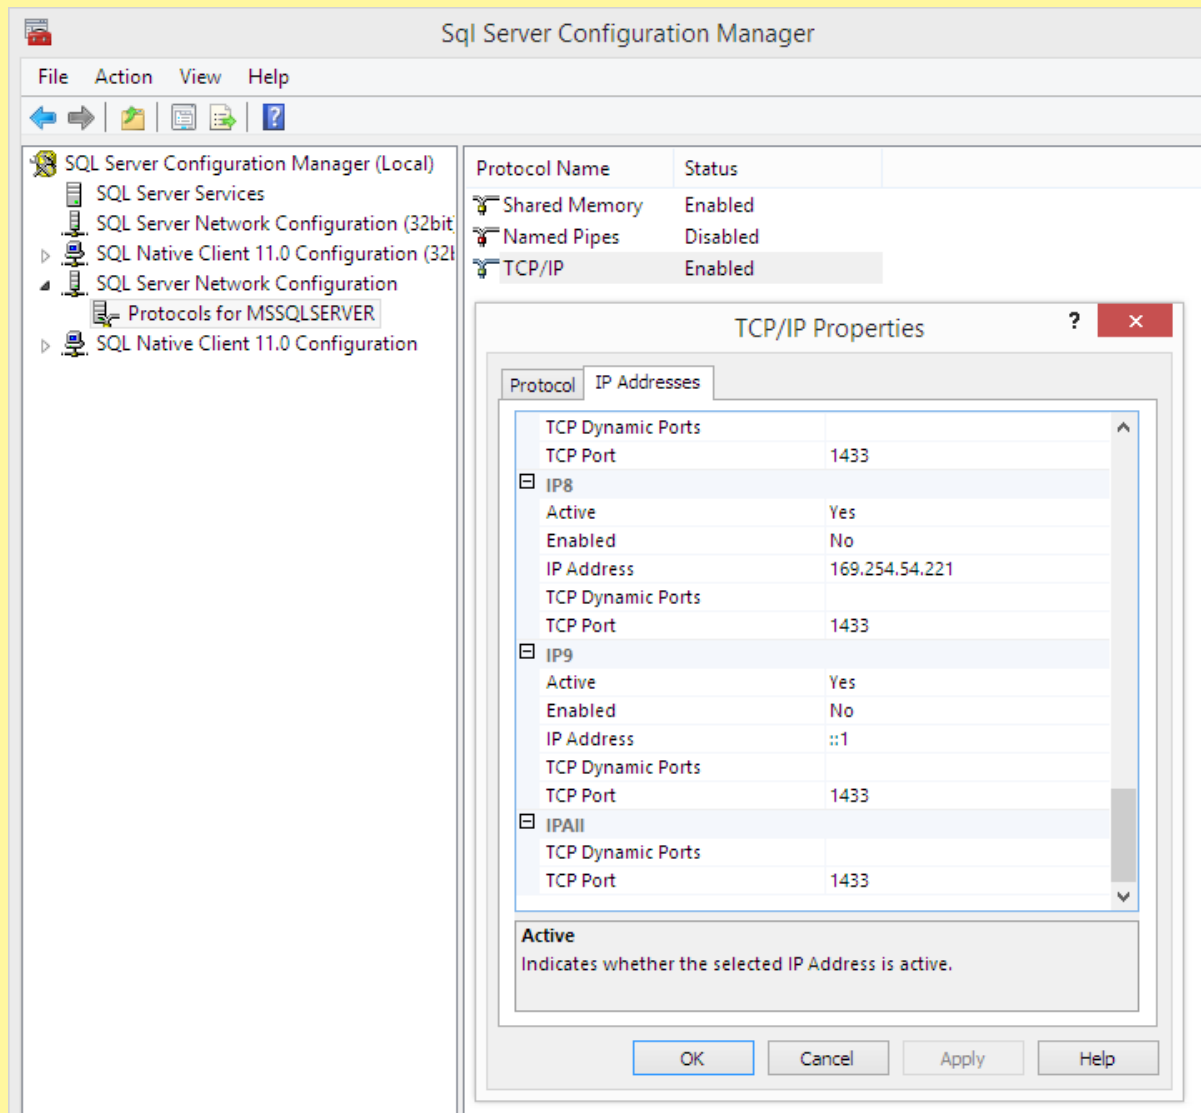 Sql Server Configuration Manager
File Action View Help
SQL Server Configuration Manager (Local)
SQL Server Services
SQL Server Network Configuration (32bit
SQL Native Client 11.0 Configuration (32b
SQL Server Network Configuration
Protocols for MSSQLSERVER
SQL Native Client 11.0 Configuration
Protocol Name Status
Shared Memory Enabled
Named Pipes Disabled
TCP/IP Enabled
TCP/IP Properties
Protocol IP Addresses
TCP Dynamic Ports
TCP Port 1433
IP8
Active Yes
Enabled No
IP Address 169.254.54.221
TCP Dynamic Ports
TCP Port 1433
IP9
Active Yes
Enabled No
IP Address ::1
TCP Dynamic Ports
TCP Port 1433
IPAll
TCP Dynamic Ports
TCP Port 1433
Active
Indicates whether the selected IP Address is active.
OK Cancel Apply Help